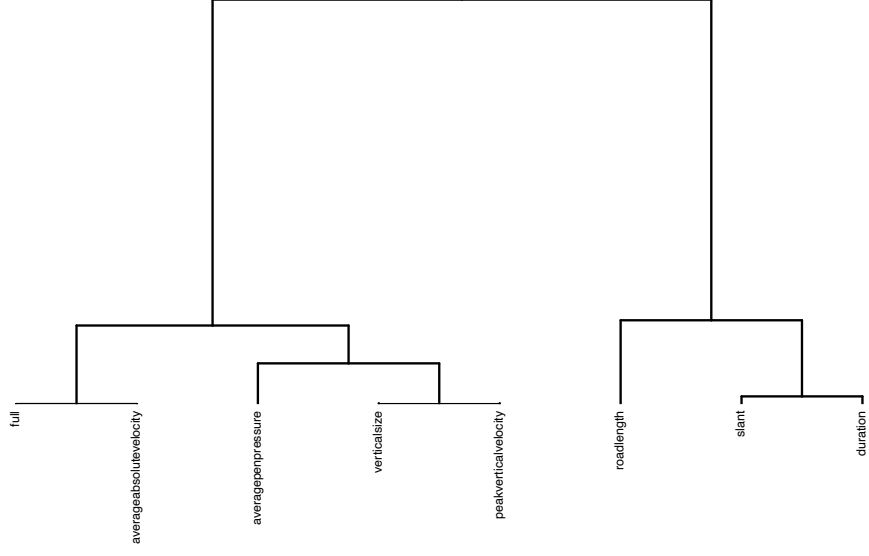 full
averageabsolutevelocity
averagepenpressure
verticalsize
peakverticalvelocity
roadlength
slant
duration